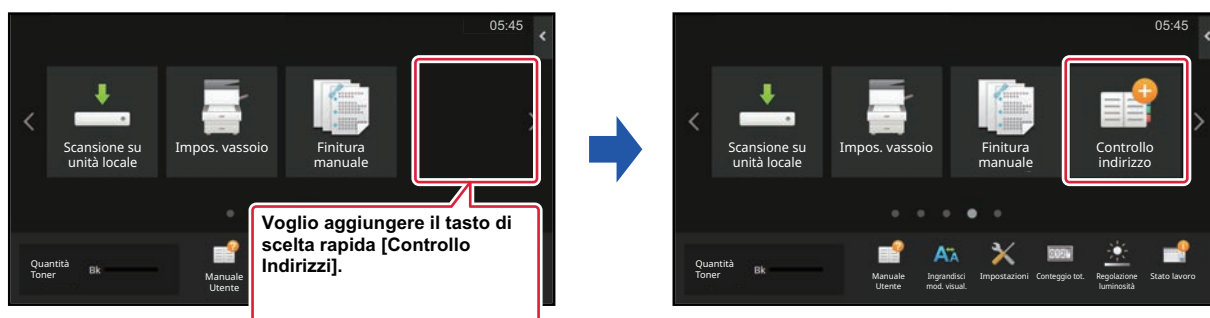 05:45
Scansione su
unità locale
Impos. vassoio
Finitura
manuale
Voglio aggiungere il tasto di
scelta rapida [Controllo
Indirizzi].
Quantità
Toner
Bk
Manuale
Utente
05:45
Scansione su
unità locale
Impos. vassoio
Finitura
manuale
Controllo
indirizzo
Quantità
Toner
Bk
Manuale
Utente
Ingrandisci
mod. visual.
Impostazioni
Conteggio tot.
Regolazione
luminosità
Stato lavoro